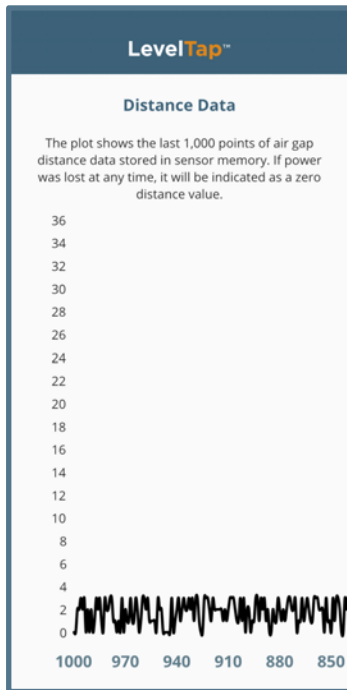 LevelTap™
Distance Data
The plot shows the last 1,000 points of air gap
distance data stored in sensor memory. If power
was lost at any time, it will be indicated as a zero
distance value.
36
34
32
30
28
26
24
22
20
18
16
14
12
10
8
6
4
2
0
1000 970 940 910 880 850